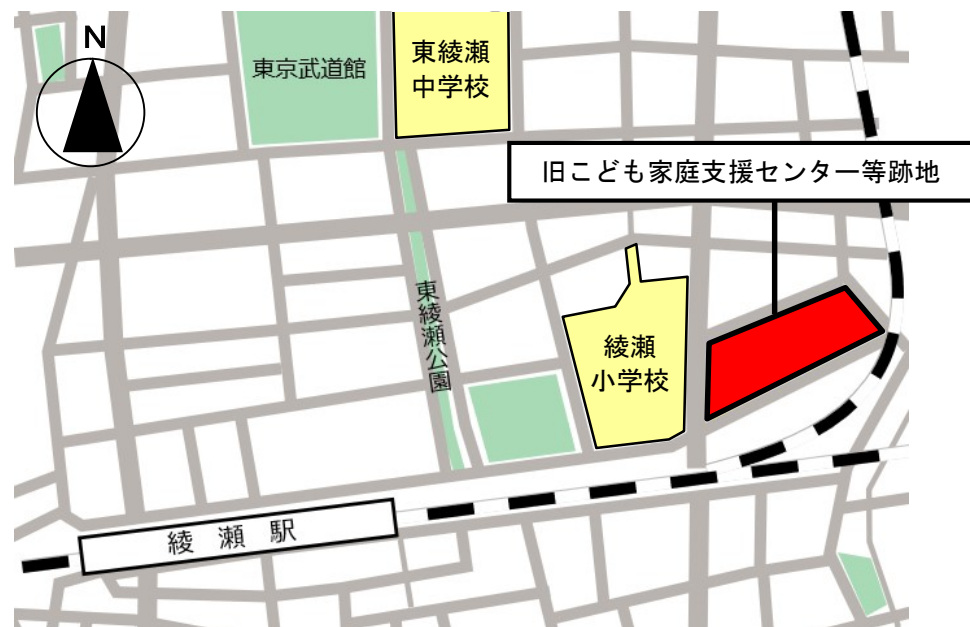 N
東京武道館
東綾瀬
中学校
旧こども家庭支援センター等跡地
東綾瀬公園
綾瀬
小学校
綾瀬駅